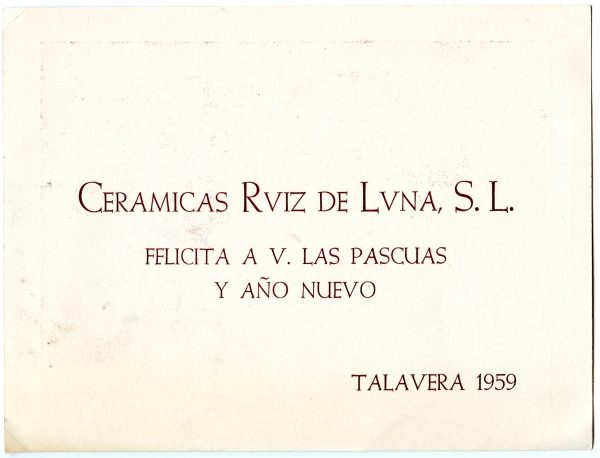 CERAMICAS RVIZ DE LVNA, S. L.
FELICITA A V. LAS PASCUAS
Y AÑO NUEVO
TALAVERA 1959